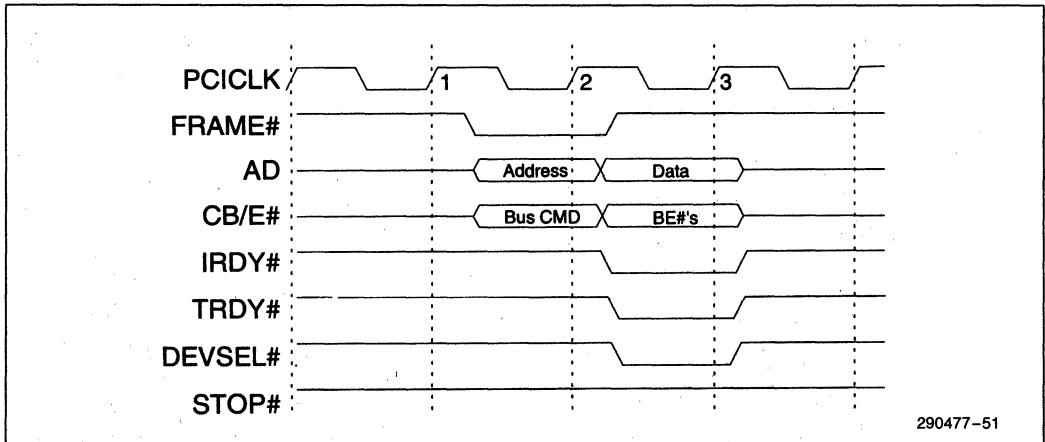 PCICLK 1 2 3
FRAME#
AD Address Data
CB/E# Bus CMD BE#'s
IRDY#
TRDY#
DEVSEL#
STOP#
290477-51